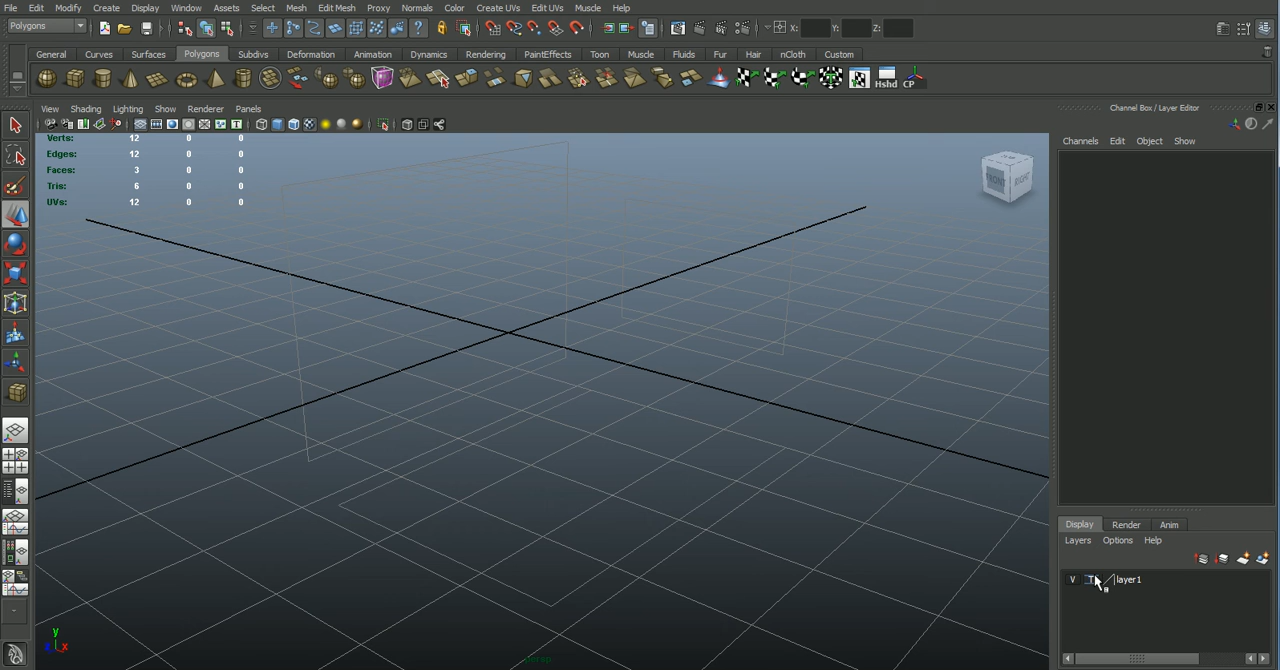 File Edit Modify Create Display Window Assets Select Mesh Edit Mesh Proxy Normals Color Create UVs Edit UVs Muscle Help
Polygons X: Y: Z:
General Curves Surfaces Polygons Subdivs Deformation Animation Dynamics Rendering PaintEffects Toon Muscle Fluids Fur Hair nCloth Custom
Hshd CP
View Shading Lighting Show Renderer Panels
Channel Box / Layer Editor
Channels Edit Object Show
Verts: 12 0 0
Edges: 12 0 0
Faces: 3 0 0
Tris: 6 0 0
UVs: 12 0 0
FRONT RIGHT
Display Render Anim
Layers Options Help
V T layer1
y
x
persp